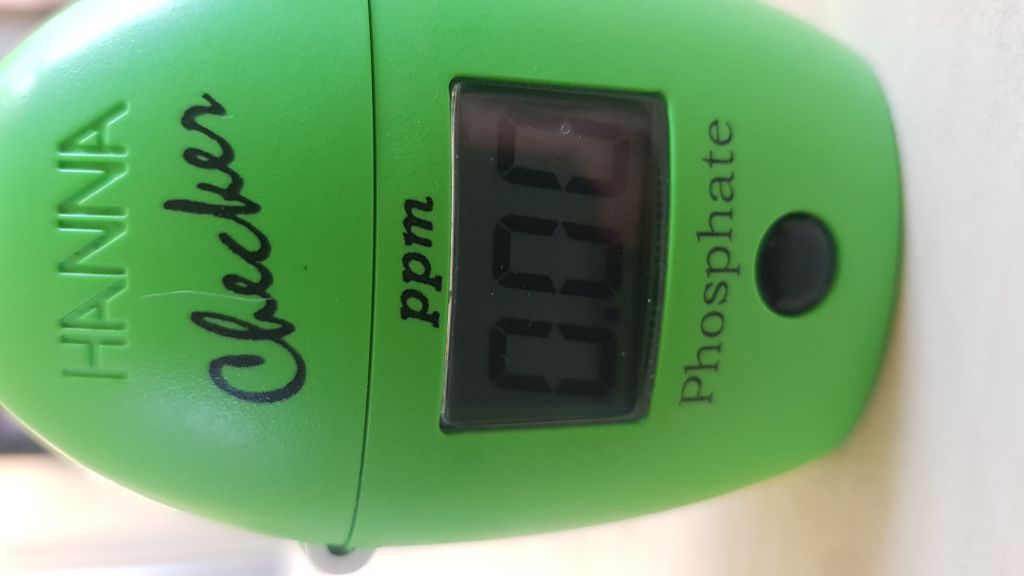 HANNA
Checker
ppm
0.00
Phosphate